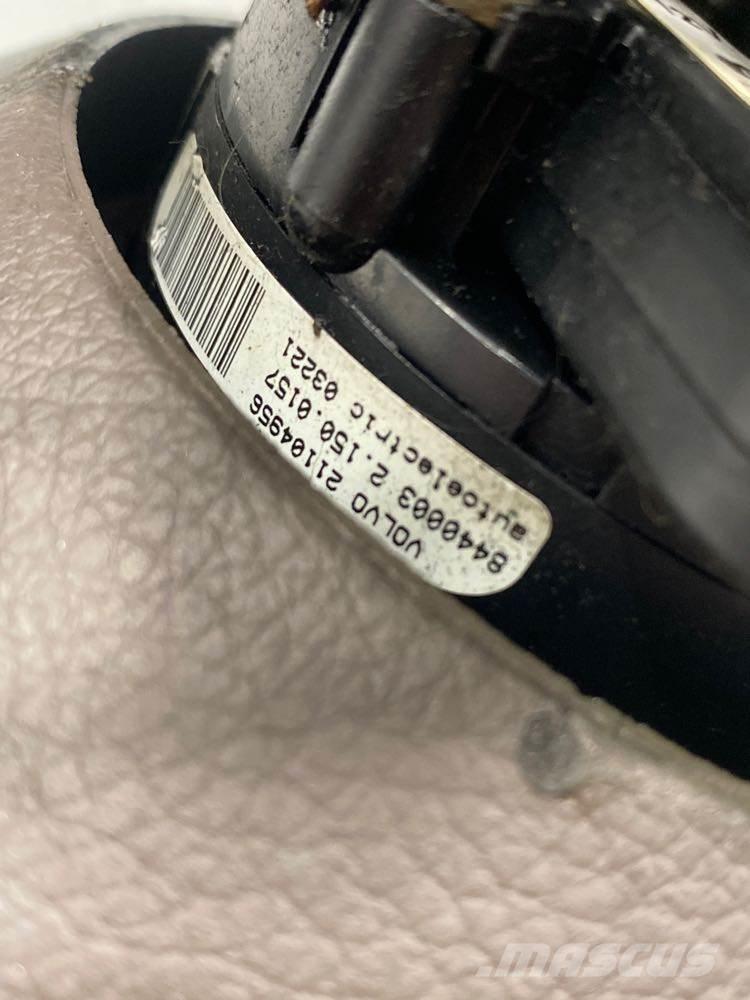 VOLVO 21104956
84400003 2.150.0157
autoelectric 03221
MASCUS